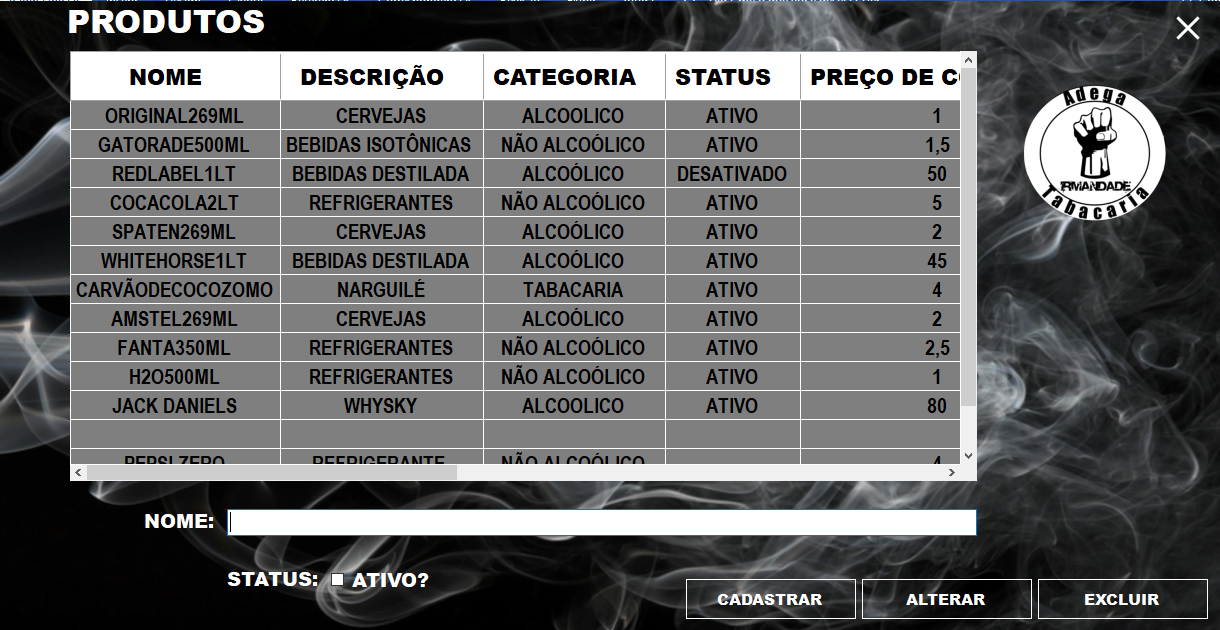 PRODUTOS
NOME DESCRIÇÃO CATEGORIA STATUS PREÇO DE
ORIGINAL269ML CERVEJAS ALCOOLICO ATIVO 1
GATORADE500ML BEBIDAS ISOTÔNICAS NÃO ALCOÓLICO ATIVO 1,5
REDLABEL1LT BEBIDAS DESTILADA ALCOÓLICO DESATIVADO 50
COCACOLA2LT REFRIGERANTES NÃO ALCOÓLICO ATIVO 5
SPATEN269ML CERVEJAS ALCOÓLICO ATIVO 2
WHITEHORSE1LT BEBIDAS DESTILADA ALCOÓLICO ATIVO 45
CARVÃODECOCOZOMO NARGUILÉ TABACARIA ATIVO 4
AMSTEL269ML CERVEJAS ALCOÓLICO ATIVO 2
FANTA350ML REFRIGERANTES NÃO ALCOÓLICO ATIVO 2,5
H2O500ML REFRIGERANTES NÃO ALCOÓLICO ATIVO 1
JACK DANIELS WHYSKY ALCOOLICO ATIVO 80
PEPSI ZERO REFRIGERANTE NÃO ALCOÓLICO ATIVO 4
Adega
IRMANDADE
Tabacaria
NOME:
STATUS: ATIVO?
CADASTRAR ALTERAR EXCLUIR